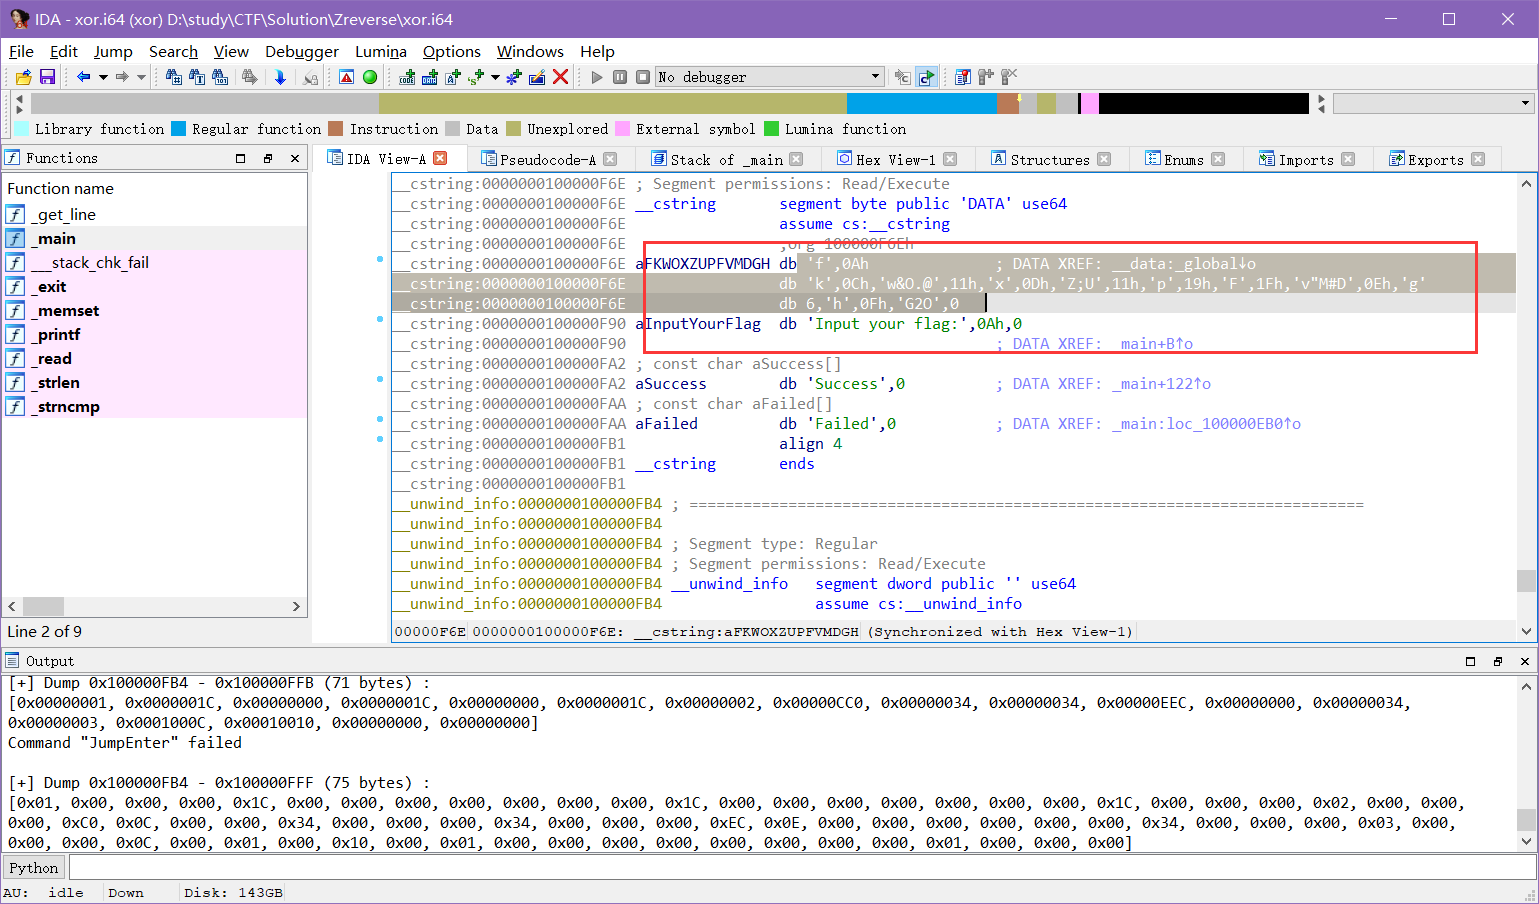 IDA - xor.i64 (xor) D:\study\CTF\Solution\Zreverse\xor.i64
File Edit Jump Search View Debugger Lumina Options Windows Help
No debugger
Library function Regular function Instruction Data Unexplored External symbol Lumina function
Functions
IDA View-A Pseudocode-A Stack of _main Hex View-1 Structures Enums Imports Exports
Function name
_get_line
_main
___stack_chk_fail
_exit
_memset
_printf
_read
_strlen
_strncmp
Line 2 of 9
__cstring:0000000100000F6E ; Segment permissions: Read/Execute
__cstring:0000000100000F6E __cstring segment byte public 'DATA' use64
__cstring:0000000100000F6E assume cs:__cstring
__cstring:0000000100000F6E ;org 100000F6Eh
__cstring:0000000100000F6E aFKWOXZUPFVMDGH db 'f',0Ah ; DATA XREF: __data:_global↓o
__cstring:0000000100000F6E db 'k',0Ch,'w&O.@',11h,'x',0Dh,'Z;U',11h,'p',19h,'F',1Fh,'v"M#D',0Eh,'g'
__cstring:0000000100000F6E db 6,'h',0Fh,'G2O',0
__cstring:0000000100000F90 aInputYourFlag db 'Input your flag:',0Ah,0
__cstring:0000000100000F90 ; DATA XREF: _main+B↑o
__cstring:0000000100000FA2 ; const char aSuccess[]
__cstring:0000000100000FA2 aSuccess db 'Success',0 ; DATA XREF: _main+122↑o
__cstring:0000000100000FAA ; const char aFailed[]
__cstring:0000000100000FAA aFailed db 'Failed',0 ; DATA XREF: _main:loc_100000EB0↑o
__cstring:0000000100000FB1 align 4
__cstring:0000000100000FB1 __cstring ends
__cstring:0000000100000FB1
__unwind_info:0000000100000FB4 ; ===========================================================================
__unwind_info:0000000100000FB4
__unwind_info:0000000100000FB4 ; Segment type: Regular
__unwind_info:0000000100000FB4 ; Segment permissions: Read/Execute
__unwind_info:0000000100000FB4 __unwind_info segment dword public '' use64
__unwind_info:0000000100000FB4 assume cs:__unwind_info
00000F6E 0000000100000F6E: __cstring:aFKWOXZUPFVMDGH (Synchronized with Hex View-1)
Output
[+] Dump 0x100000FB4 - 0x100000FFB (71 bytes) :
[0x00000001, 0x0000001C, 0x00000000, 0x0000001C, 0x00000000, 0x0000001C, 0x00000002, 0x00000CC0, 0x00000034, 0x00000034, 0x00000EEC, 0x00000000, 0x00000034,
0x00000003, 0x0001000C, 0x00010010, 0x00000000, 0x00000000]
Command "JumpEnter" failed
[+] Dump 0x100000FB4 - 0x100000FFF (75 bytes) :
[0x01, 0x00, 0x00, 0x00, 0x1C, 0x00, 0x00, 0x00, 0x00, 0x00, 0x00, 0x00, 0x1C, 0x00, 0x00, 0x00, 0x00, 0x00, 0x00, 0x00, 0x1C, 0x00, 0x00, 0x00, 0x02, 0x00, 0x00,
0x00, 0xC0, 0x0C, 0x00, 0x00, 0x34, 0x00, 0x00, 0x00, 0x34, 0x00, 0x00, 0x00, 0xEC, 0x0E, 0x00, 0x00, 0x00, 0x00, 0x00, 0x00, 0x34, 0x00, 0x00, 0x00, 0x03, 0x00,
0x00, 0x00, 0x0C, 0x00, 0x01, 0x00, 0x10, 0x00, 0x01, 0x00, 0x00, 0x00, 0x00, 0x00, 0x00, 0x00, 0x00, 0x01, 0x00, 0x00, 0x00]
Python
AU: idle Down Disk: 143GB